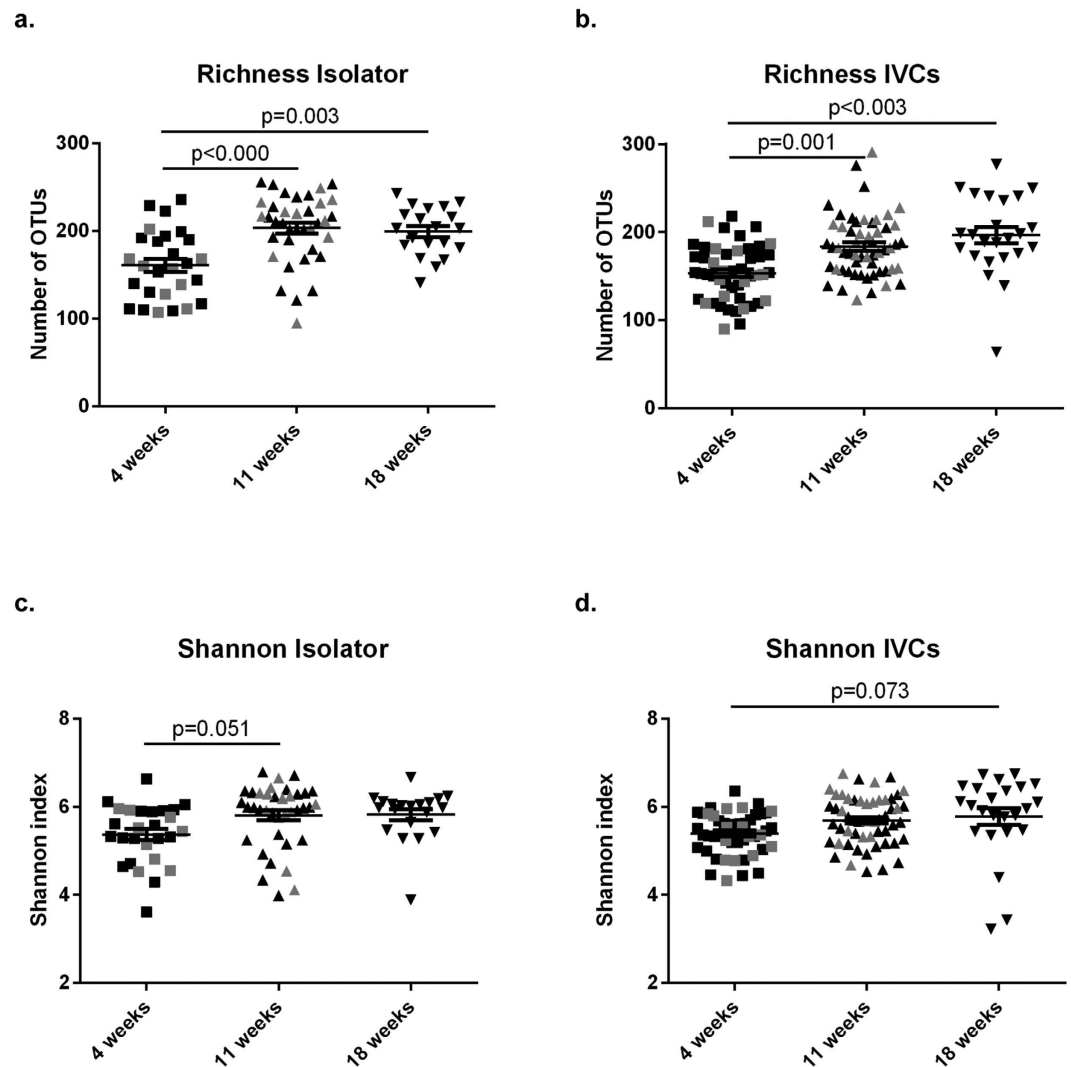 a.
Richness Isolator
p=0.003
p<0.000
300
200
100
0
Number of OTUs
4 weeks
11 weeks
18 weeks
b.
Richness IVCs
p<0.003
p=0.001
300
200
100
0
Number of OTUs
4 weeks
11 weeks
18 weeks
c.
Shannon Isolator
p=0.051
8
6
4
2
Shannon index
4 weeks
11 weeks
18 weeks
d.
Shannon IVCs
p=0.073
8
6
4
2
Shannon index
4 weeks
11 weeks
18 weeks